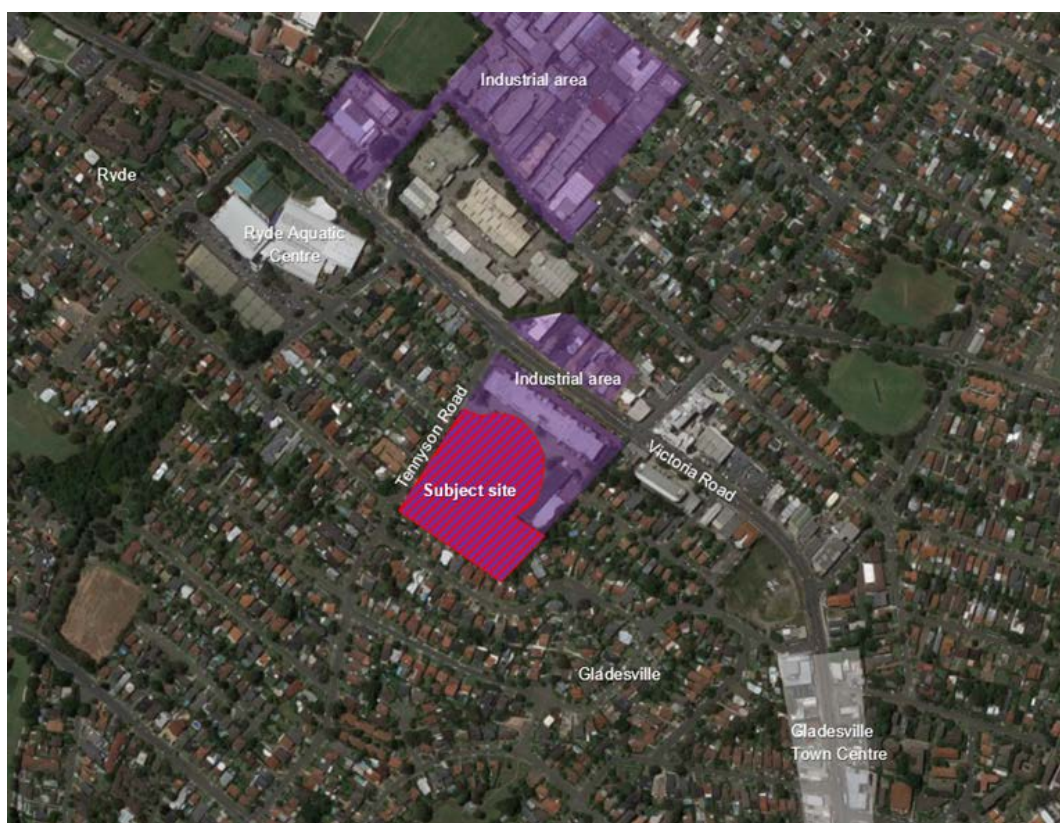 Industrial area
Ryde
Ryde Aquatic
Centre
Industrial area
Tennyson Road
Victoria Road
Subject site
Gladesville
Gladesville
Town Centre